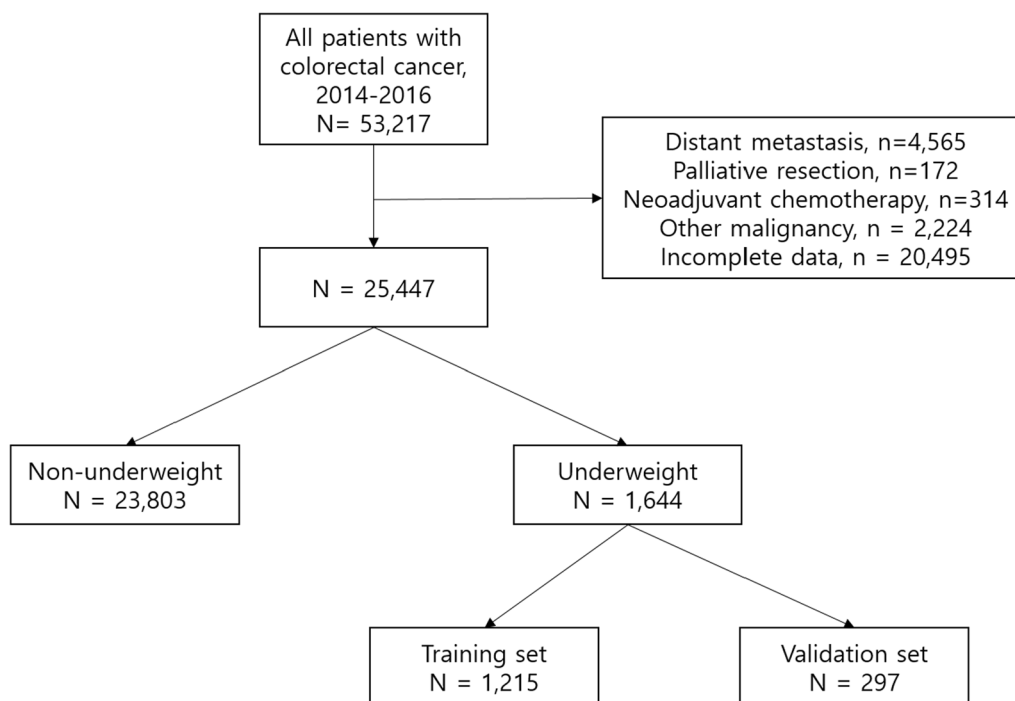 All patients with
colorectal cancer,
2014-2016
N= 53,217
Distant metastasis, n=4,565
Palliative resection, n=172
Neoadjuvant chemotherapy, n=314
Other malignancy, n = 2,224
Incomplete data, n = 20,495
N = 25,447
Non-underweight
N = 23,803
Underweight
N = 1,644
Training set
N = 1,215
Validation set
N = 297